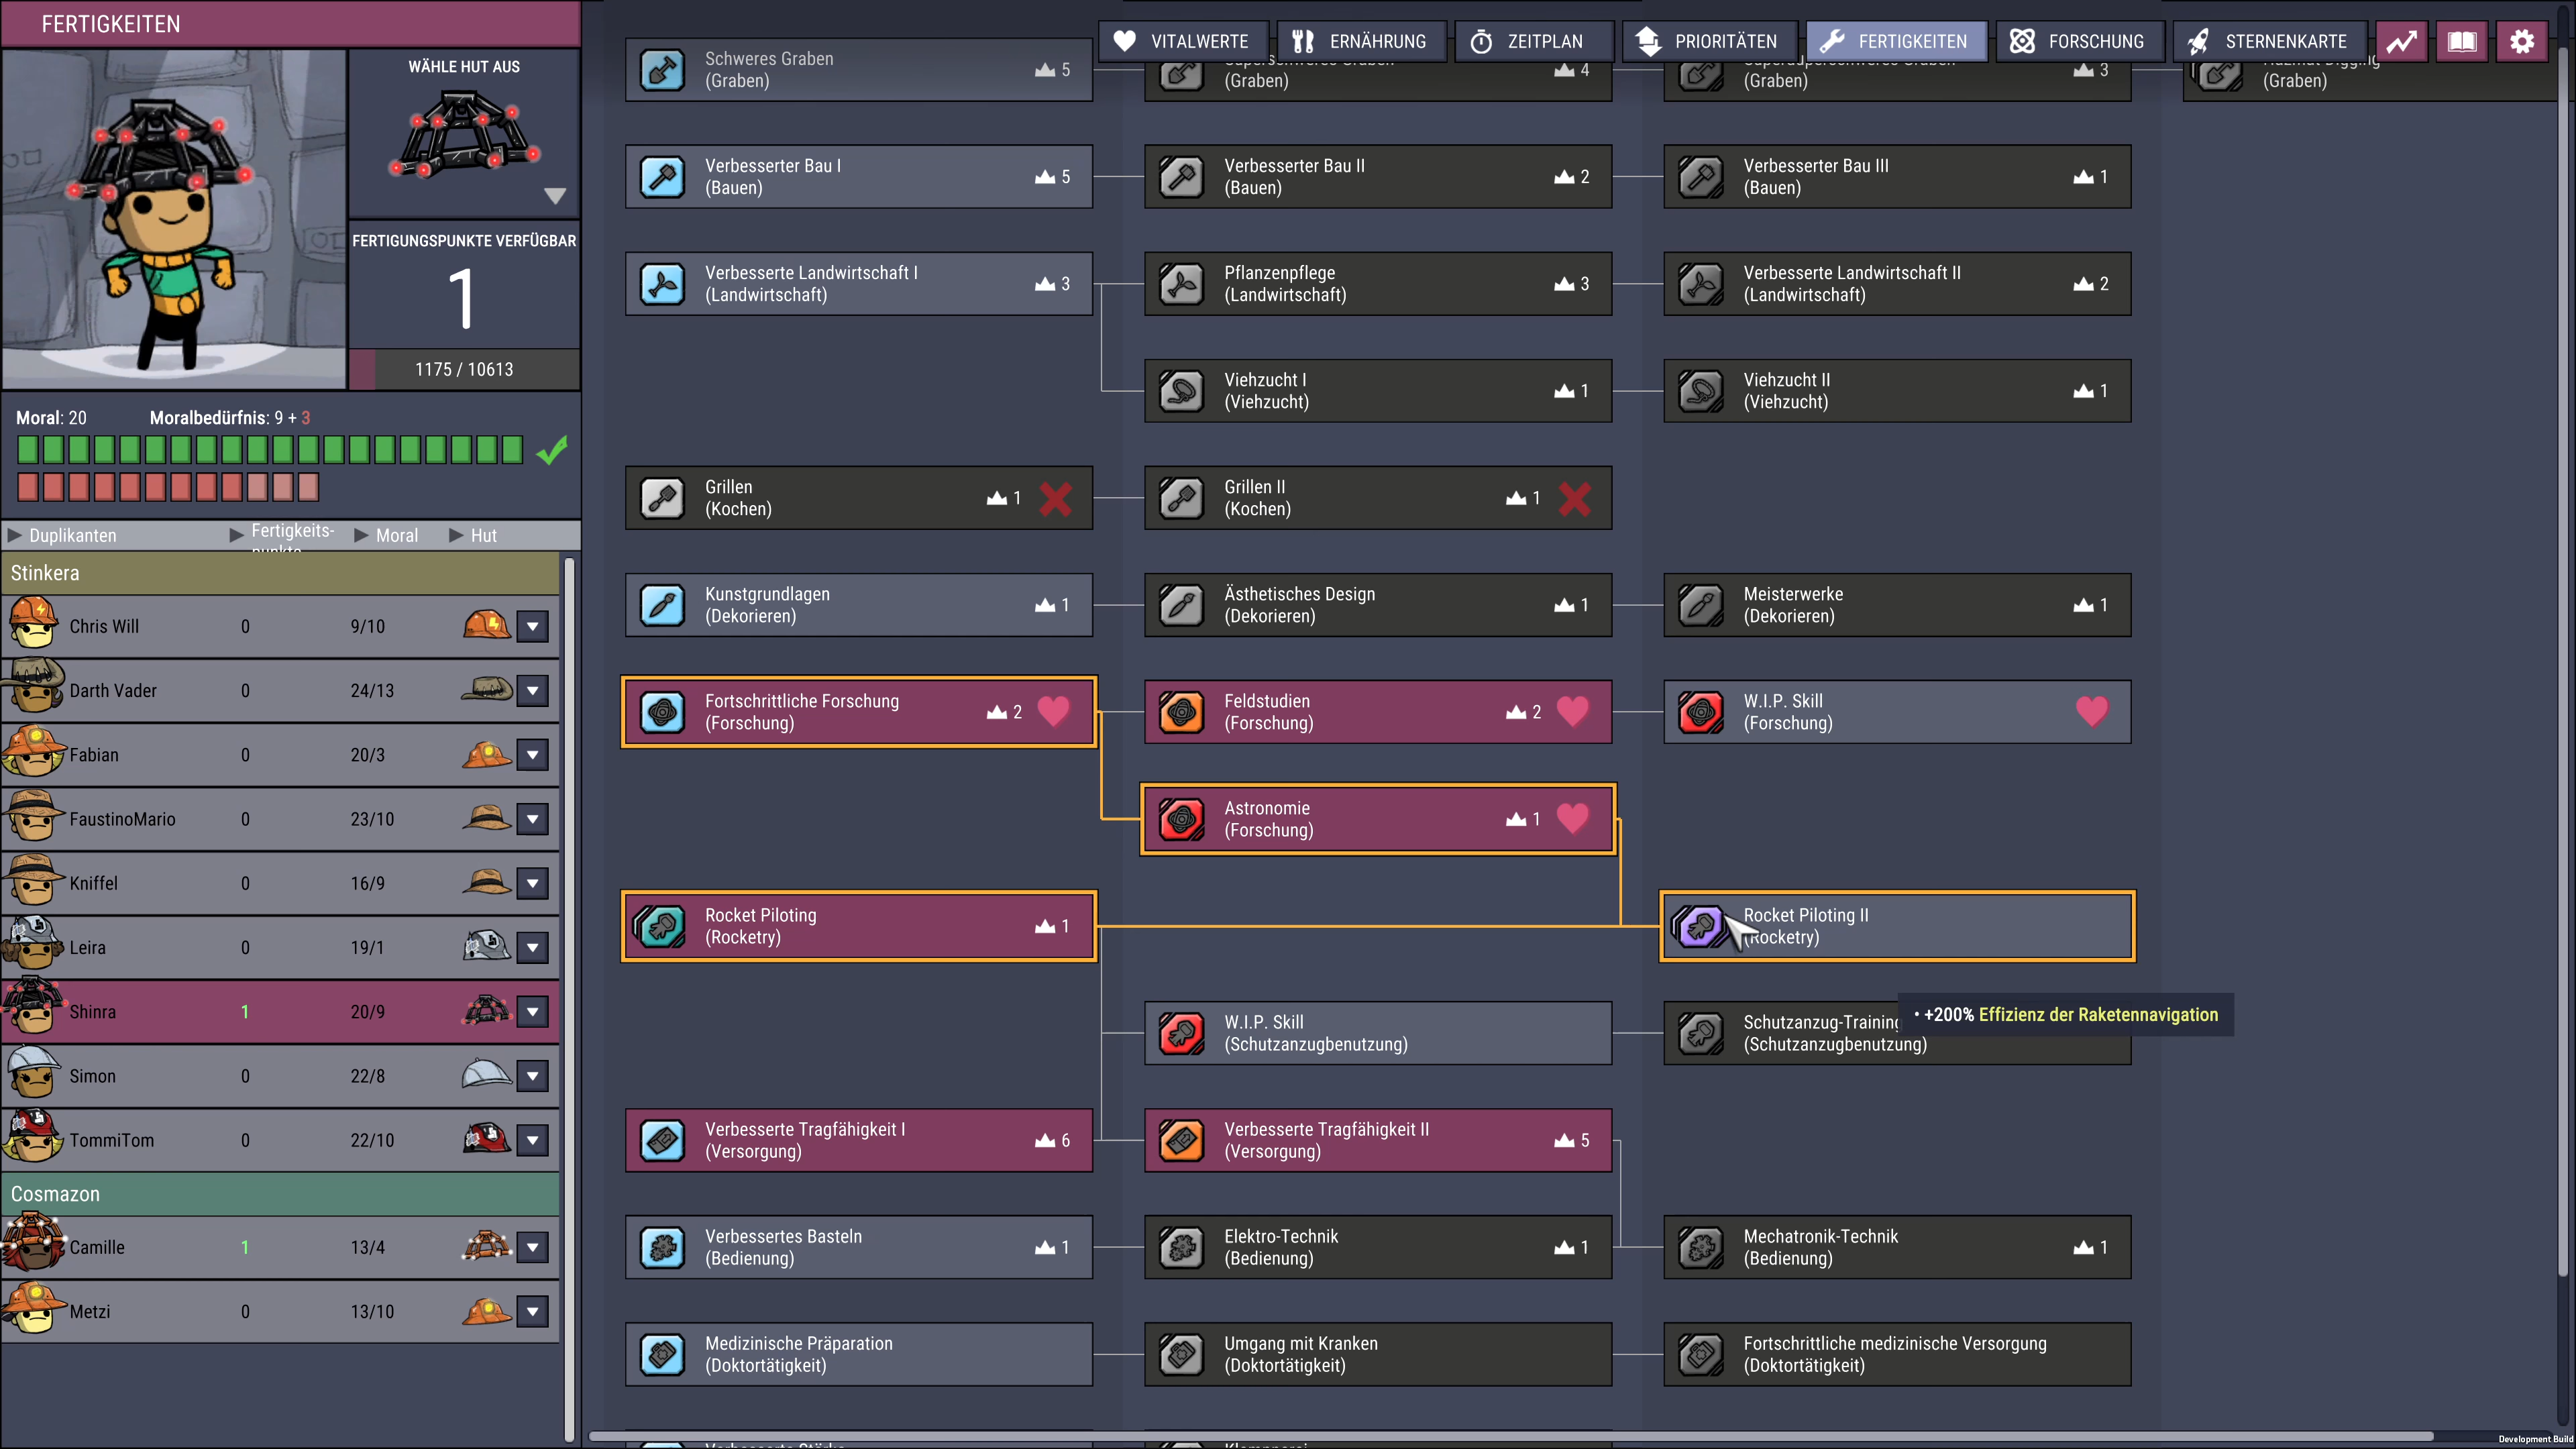 FERTIGKEITEN
WÄHLE HUT AUS
FERTIGUNGSPUNKTE VERFÜGBAR
1
1175 / 10613
Moral: 20
Moralbedürfnis: 9 + 3
Duplikanten
Fertigkeits-
Moral
Hut
Stinkera
Chris Will 0 9/10
Darth Vader 0 24/13
Fabian 0 20/3
FaustinoMario 0 23/10
Kniffel 0 16/9
Leira 0 19/1
Shinra 1 20/9
Simon 0 22/8
TommiTom 0 22/10
Cosmazon
Camille 1 13/4
Metzi 0 13/10
VITALWERTE
ERNÄHRUNG
ZEITPLAN
PRIORITÄTEN
FERTIGKEITEN
FORSCHUNG
STERNENKARTE
Schweres Graben
(Graben)
5
(Graben)
4
(Graben)
3
(Graben)
Verbesserter Bau I
(Bauen)
5
Verbesserter Bau II
(Bauen)
2
Verbesserter Bau III
(Bauen)
1
Verbesserte Landwirtschaft I
(Landwirtschaft)
3
Pflanzenpflege
(Landwirtschaft)
3
Verbesserte Landwirtschaft II
(Landwirtschaft)
2
Viehzucht I
(Viehzucht)
1
Viehzucht II
(Viehzucht)
1
Grillen
(Kochen)
1
Grillen II
(Kochen)
1
Kunstgrundlagen
(Dekorieren)
1
Ästhetisches Design
(Dekorieren)
1
Meisterwerke
(Dekorieren)
1
Fortschrittliche Forschung
(Forschung)
2
Feldstudien
(Forschung)
2
W.I.P. Skill
(Forschung)
Astronomie
(Forschung)
1
Rocket Piloting
(Rocketry)
1
Rocket Piloting II
(Rocketry)
W.I.P. Skill
(Schutzanzugbenutzung)
Schutzanzug-Training
(Schutzanzugbenutzung)
• +200% Effizienz der Raketennavigation
Verbesserte Tragfähigkeit I
(Versorgung)
6
Verbesserte Tragfähigkeit II
(Versorgung)
5
Verbessertes Basteln
(Bedienung)
1
Elektro-Technik
(Bedienung)
1
Mechatronik-Technik
(Bedienung)
1
Medizinische Präparation
(Doktortätigkeit)
Umgang mit Kranken
(Doktortätigkeit)
Fortschrittliche medizinische Versorgung
(Doktortätigkeit)
Development Build